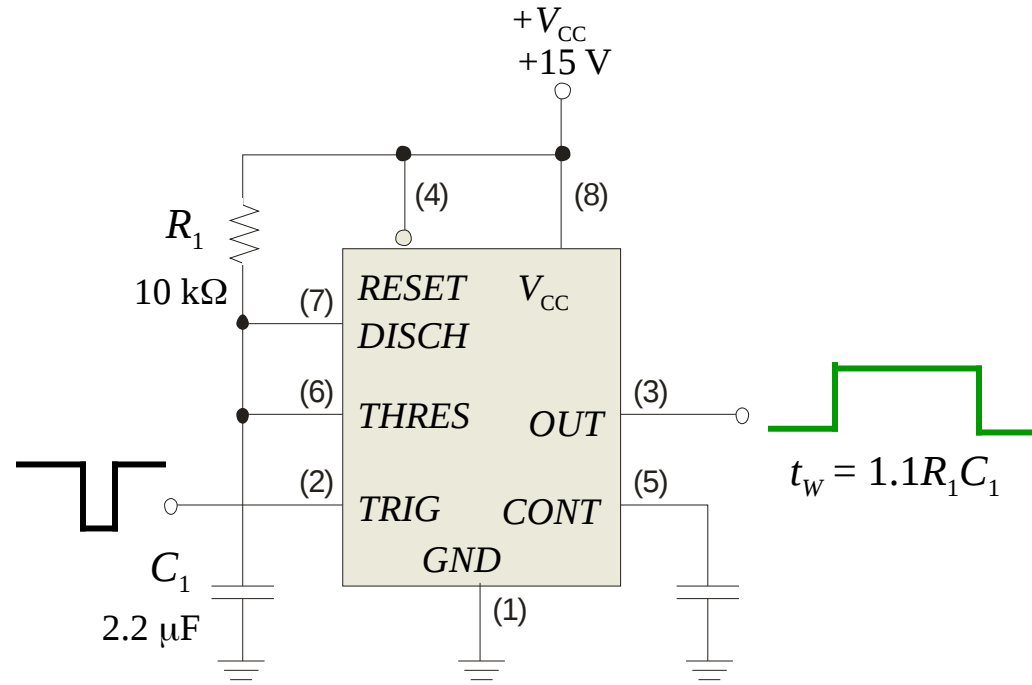 +VCC
+15 V
(4)
(8)
R1
10 kΩ
(7)
RESET
VCC
DISCH
(6)
THRES
(3)
OUT
(2)
TRIG
(5)
CONT
tW = 1.1R1C1
C1
GND
(1)
2.2 μF